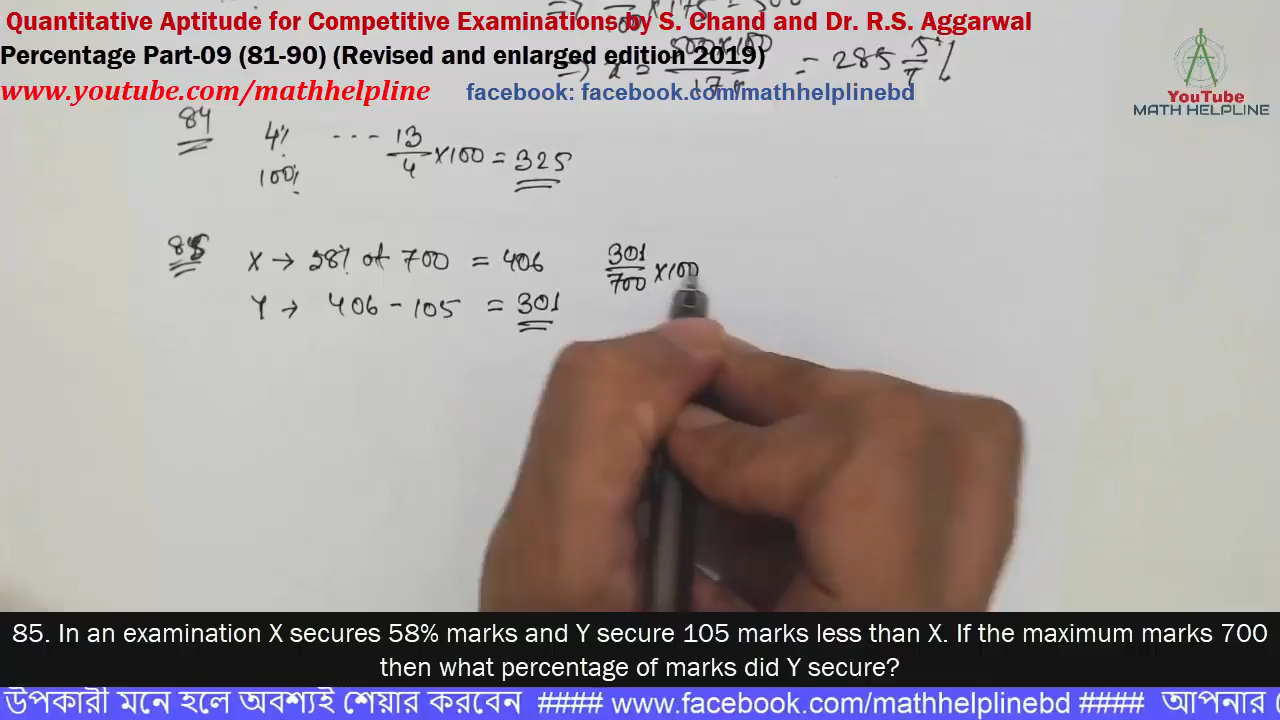 Quantitative Aptitude for Competitive Examinations by S. Chand and Dr. R.S. Aggarwal
Percentage Part-09 (81-90) (Revised and enlarged edition 2019)
= 285 5/7 %
www.youtube.com/mathhelpline facebook: facebook.com/mathhelplinebd
YouTube
MATH HELPLINE
84 4% --- 13/4 ×100 = 325
100%
85 X → 58% of 700 = 406 301/700 ×100
Y → 406 - 105 = 301
85. In an examination X secures 58% marks and Y secure 105 marks less than X. If the maximum marks 700
then what percentage of marks did Y secure?
উপকারী মনে হলে অবশ্যই শেয়ার করবেন #### www.facebook.com/mathhelplinebd #### আপনার